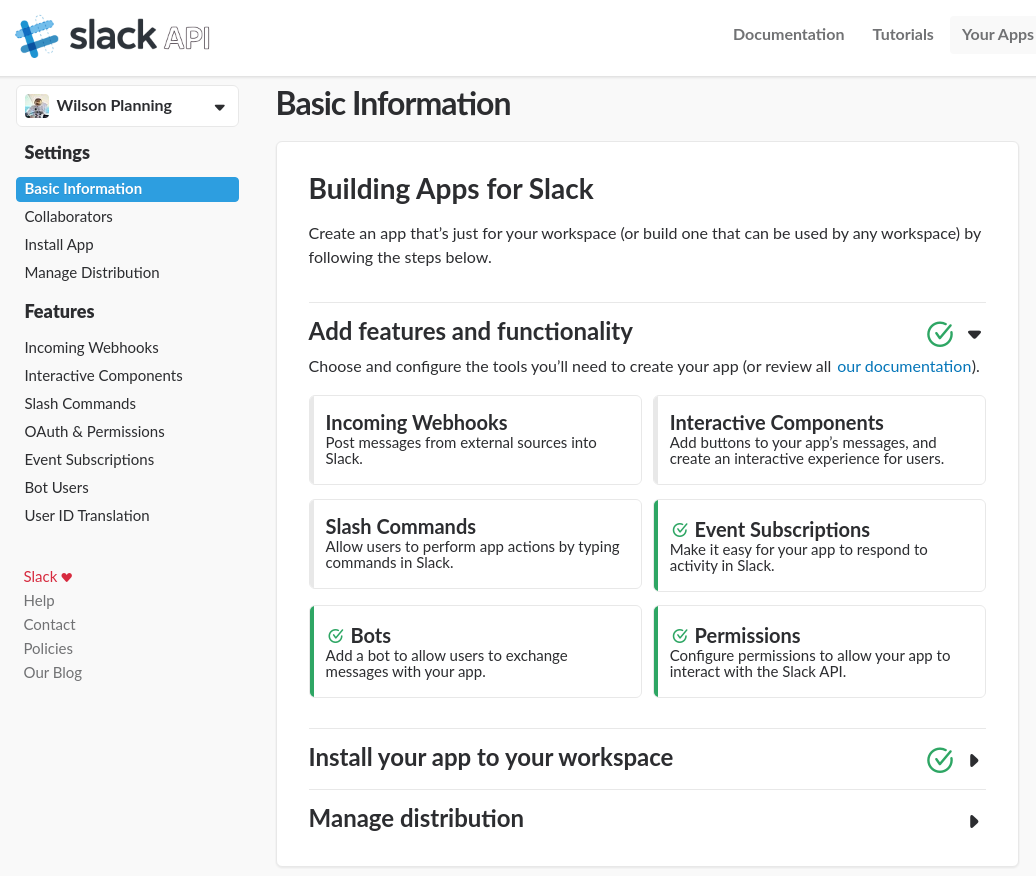 slack API
Documentation
Tutorials
Your Apps
Wilson Planning
Settings
Basic Information
Collaborators
Install App
Manage Distribution
Features
Incoming Webhooks
Interactive Components
Slash Commands
OAuth & Permissions
Event Subscriptions
Bot Users
User ID Translation
Slack ♥
Help
Contact
Policies
Our Blog
Basic Information
Building Apps for Slack
Create an app that’s just for your workspace (or build one that can be used by any workspace) by
following the steps below.
Add features and functionality
Choose and configure the tools you’ll need to create your app (or review all our documentation).
Incoming Webhooks
Post messages from external sources into
Slack.
Interactive Components
Add buttons to your app’s messages, and
create an interactive experience for users.
Slash Commands
Allow users to perform app actions by typing
commands in Slack.
Event Subscriptions
Make it easy for your app to respond to
activity in Slack.
Bots
Add a bot to allow users to exchange
messages with your app.
Permissions
Configure permissions to allow your app to
interact with the Slack API.
Install your app to your workspace
Manage distribution